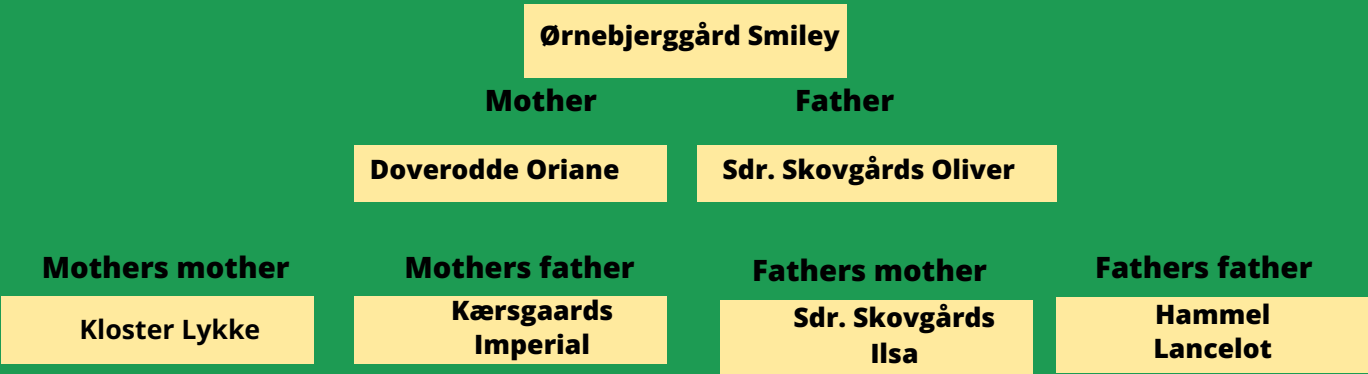 Ørnebjerggård Smiley
Mother
Father
Doverodde Oriane
Sdr. Skovgårds Oliver
Mothers mother
Mothers father
Fathers mother
Fathers father
Kloster Lykke
Kærsgaards
Imperial
Sdr. Skovgårds
Ilsa
Hammel
Lancelot